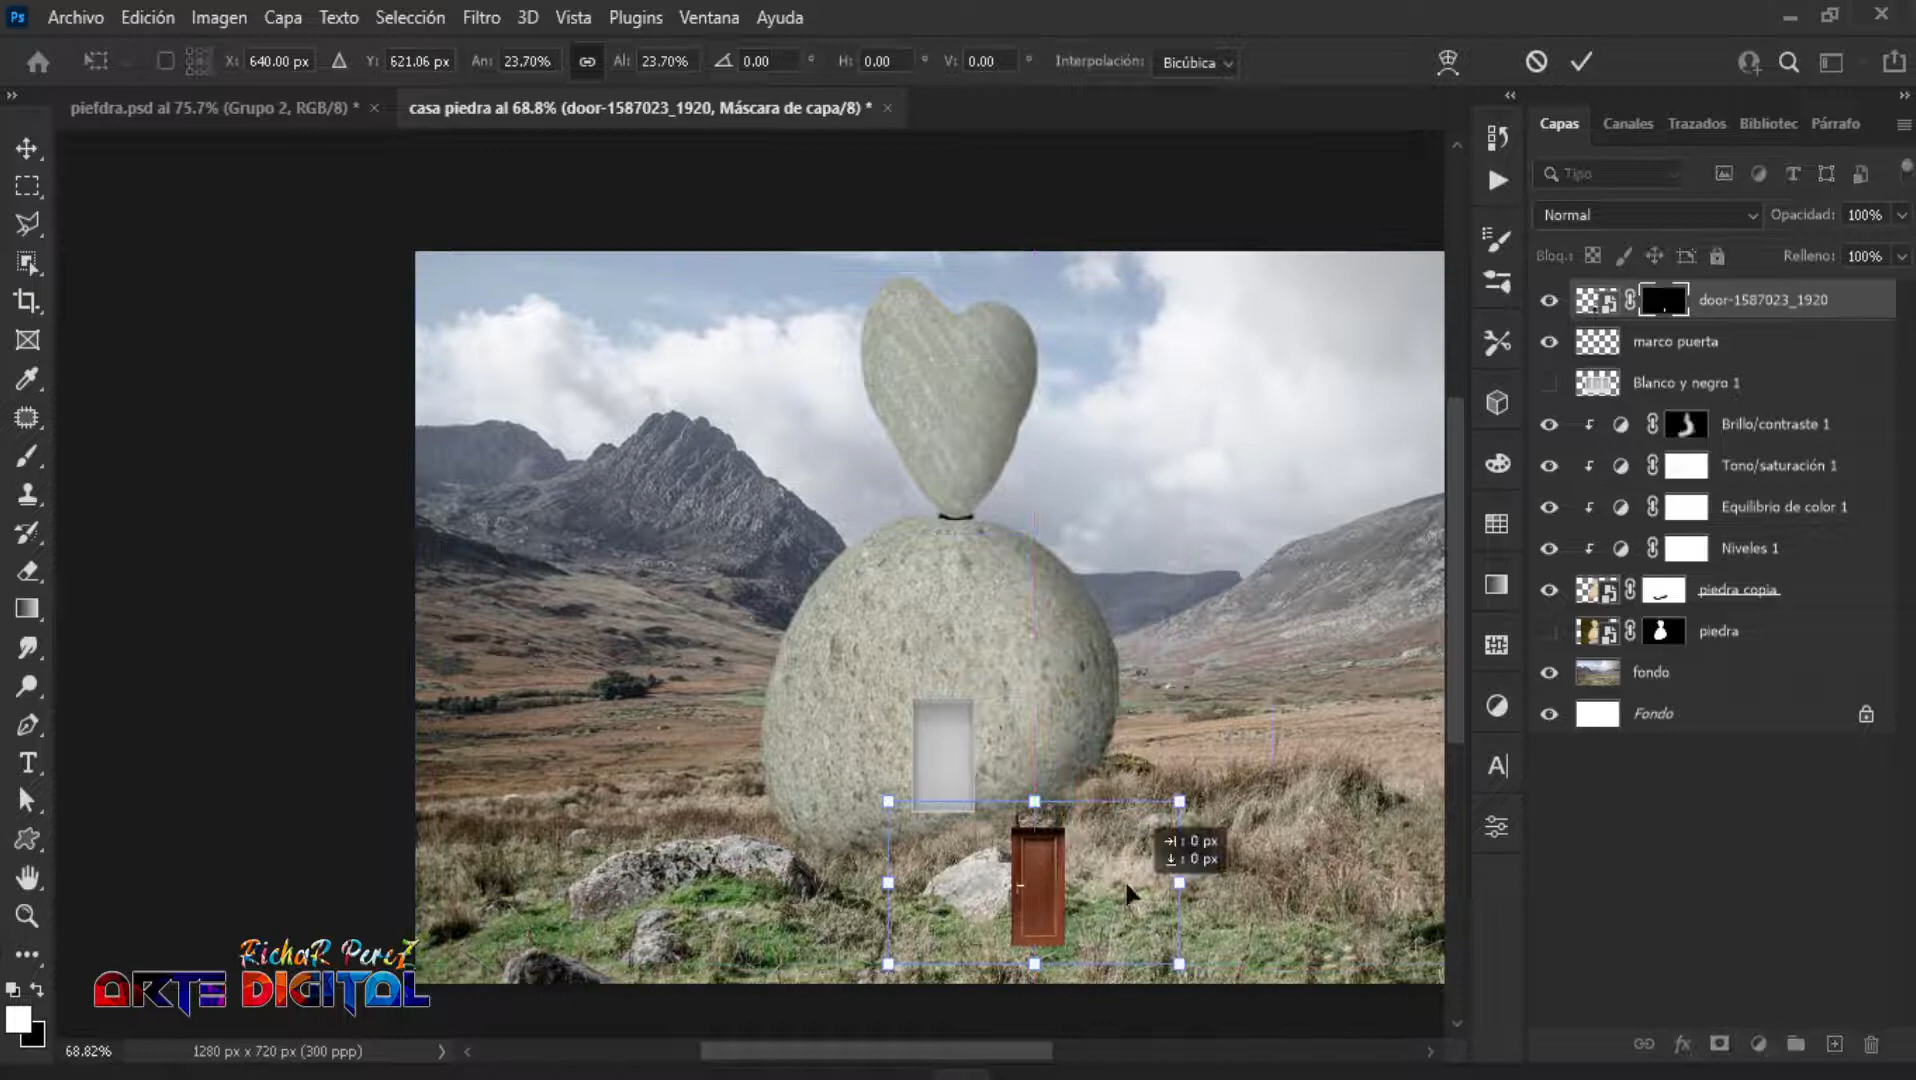 Ps Archivo Edición Imagen Capa Texto Selección Filtro 3D Vista Plugins Ventana Ayuda
X: 640.00 px Y: 621.06 px An: 23.70% Al: 23.70% 0.00 ° H: 0.00 ° V: 0.00 ° Interpolación: Bicúbica
piefdra.psd al 75.7% (Grupo 2, RGB/8) *
casa piedra al 68.8% (door-1587023_1920, Máscara de capa/8) *
Capas Canales Trazados Bibliotec Párrafo
Tipo
Normal Opacidad: 100%
Bloq.: Relleno: 100%
door-1587023_1920
marco puerta
Blanco y negro 1
Brillo/contraste 1
Tono/saturación 1
Equilibrio de color 1
Niveles 1
piedra copia
piedra
fondo
Fondo
: 0 px
: 0 px
RichaR PereZ
ARTE DIGITAL
68.82% 1280 px x 720 px (300 ppp)